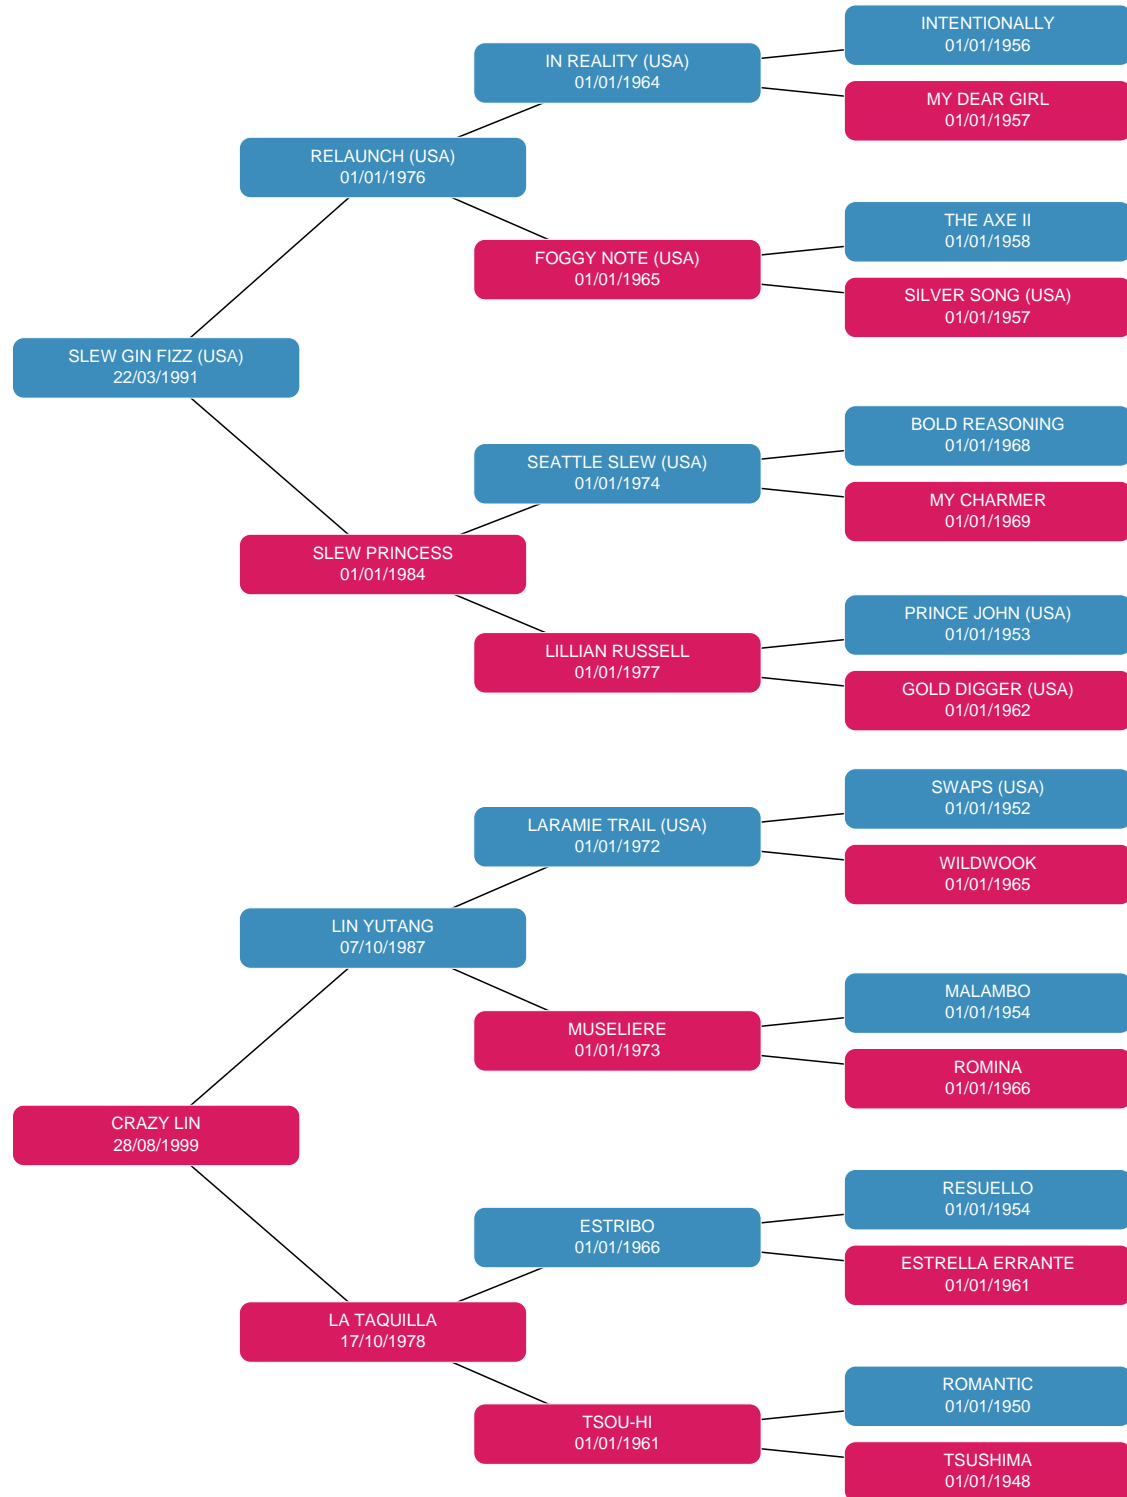 INTENTIONALLY
01/01/1956
IN REALITY (USA)
01/01/1964
MY DEAR GIRL
01/01/1957
RELAUNCH (USA)
01/01/1976
THE AXE II
01/01/1958
FOGGY NOTE (USA)
01/01/1965
SILVER SONG (USA)
01/01/1957
SLEW GIN FIZZ (USA)
22/03/1991
BOLD REASONING
01/01/1968
SEATTLE SLEW (USA)
01/01/1974
MY CHARMER
01/01/1969
SLEW PRINCESS
01/01/1984
PRINCE JOHN (USA)
01/01/1953
LILLIAN RUSSELL
01/01/1977
GOLD DIGGER (USA)
01/01/1962
SWAPS (USA)
01/01/1952
LARAMIE TRAIL (USA)
01/01/1972
WILDWOOK
01/01/1965
LIN YUTANG
07/10/1987
MALAMBO
01/01/1954
MUSELIERE
01/01/1973
ROMINA
01/01/1966
CRAZY LIN
28/08/1999
RESUELLO
01/01/1954
ESTRIBO
01/01/1966
ESTRELLA ERRANTE
01/01/1961
LA TAQUILLA
17/10/1978
ROMANTIC
01/01/1950
TSOU-HI
01/01/1961
TSUSHIMA
01/01/1948